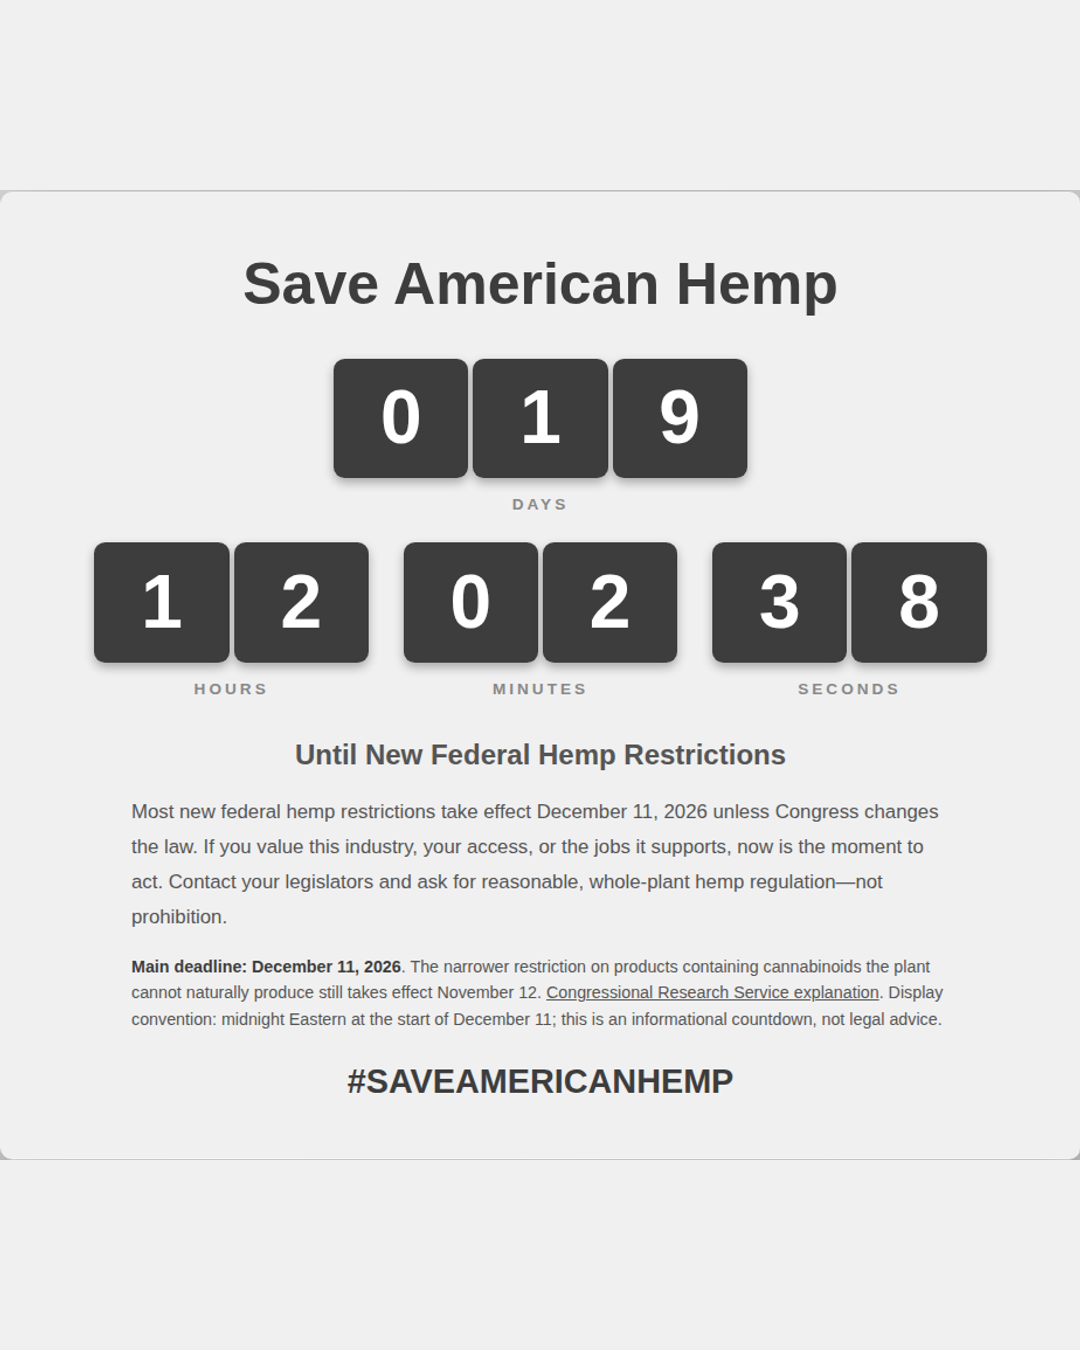 Save American Hemp
0 1 9
DAYS
1 2 0 2 3 8
HOURS MINUTES SECONDS
Until New Federal Hemp Restrictions
Most new federal hemp restrictions take effect December 11, 2026 unless Congress changes
the law. If you value this industry, your access, or the jobs it supports, now is the moment to
act. Contact your legislators and ask for reasonable, whole-plant hemp regulation—not
prohibition.
Main deadline: December 11, 2026. The narrower restriction on products containing cannabinoids the plant
cannot naturally produce still takes effect November 12. Congressional Research Service explanation. Display
convention: midnight Eastern at the start of December 11; this is an informational countdown, not legal advice.
#SAVEAMERICANHEMP